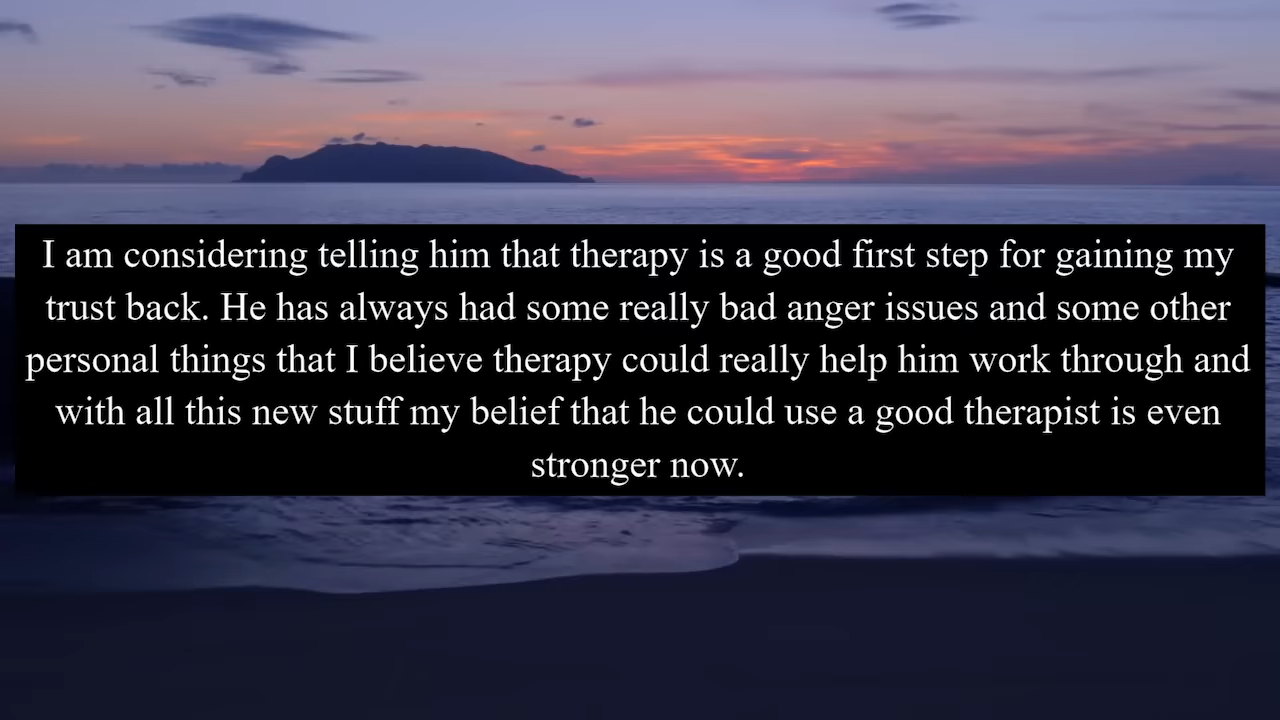 I am considering telling him that therapy is a good first step for gaining my
trust back. He has always had some really bad anger issues and some other
personal things that I believe therapy could really help him work through and
with all this new stuff my belief that he could use a good therapist is even
stronger now.